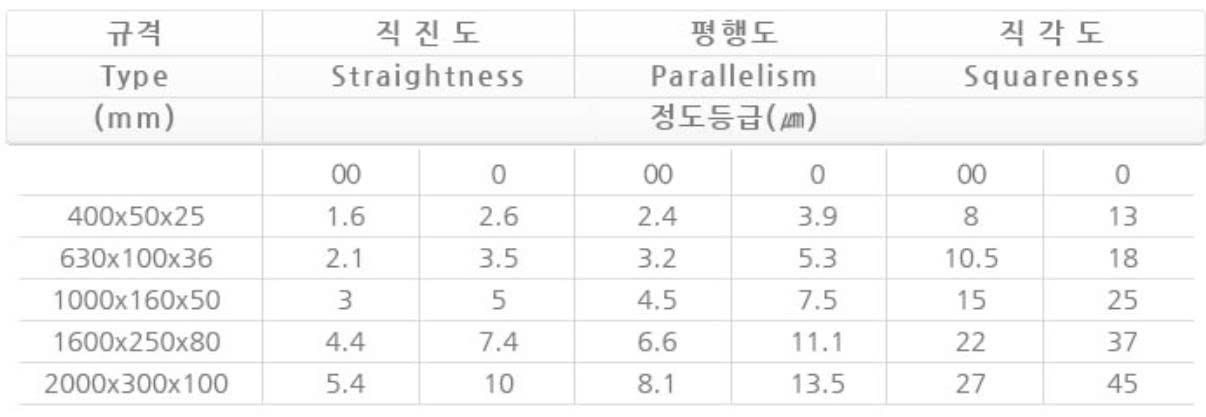 규격 직 진 도 평행도 직 각 도
Type Straightness Parallelism Squareness
(mm) 정도등급(㎛)
00 0 00 0 00 0
400x50x25 1.6 2.6 2.4 3.9 8 13
630x100x36 2.1 3.5 3.2 5.3 10.5 18
1000x160x50 3 5 4.5 7.5 15 25
1600x250x80 4.4 7.4 6.6 11.1 22 37
2000x300x100 5.4 10 8.1 13.5 27 45